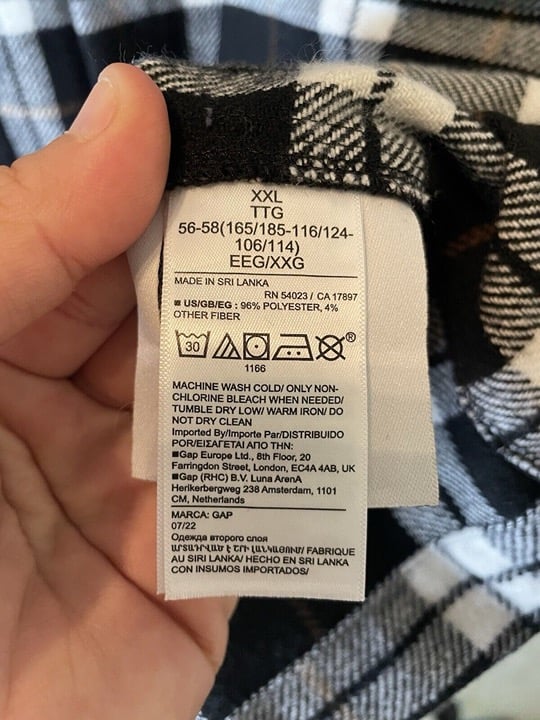 XXL
TTG
56-58(165/185-116/124-
106/114)
EEG/XXG
MADE IN SRI LANKA
RN 54023 / CA 17897
■ US/GB/EG : 96% POLYESTER, 4%
OTHER FIBER
30
®
1166
MACHINE WASH COLD/ ONLY NON-
CHLORINE BLEACH WHEN NEEDED/
TUMBLE DRY LOW/ WARM IRON/ DO
NOT DRY CLEAN
Imported By/Importe Par/DISTRIBUIDO
POR/ΕΙΣΑΓΕΤΑΙ ΑΠΟ ΤΗΝ:
■Gap Europe Ltd., 8th Floor, 20
Farringdon Street, London, EC4A 4AB, UK
■Gap (RHC) B.V. Luna ArenA
Herikerbergweg 238 Amsterdam, 1101
CM, Netherlands
MARCA: GAP
07/22
Одежда второго слоя
ԱՐՏԱԴՐՎԱԾ Է ՇՐԻ ԼԱՆԿԱՅՈՒՄ/ FABRIQUE
AU SIRI LANKA/ HECHO EN SRI LANKA
CON INSUMOS IMPORTADOS/